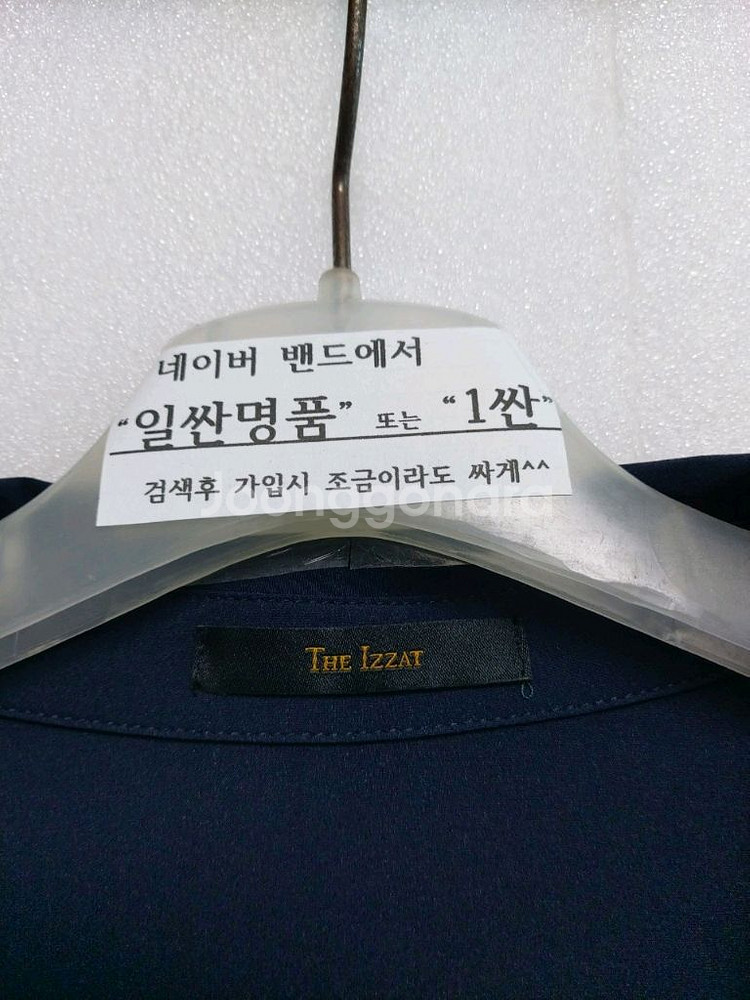 네이버 밴드에서
“일싼명품” 또는 “1싼”
검색후 가입시 조금이라도 싸게^^
Joonggonara
THE IZZAT